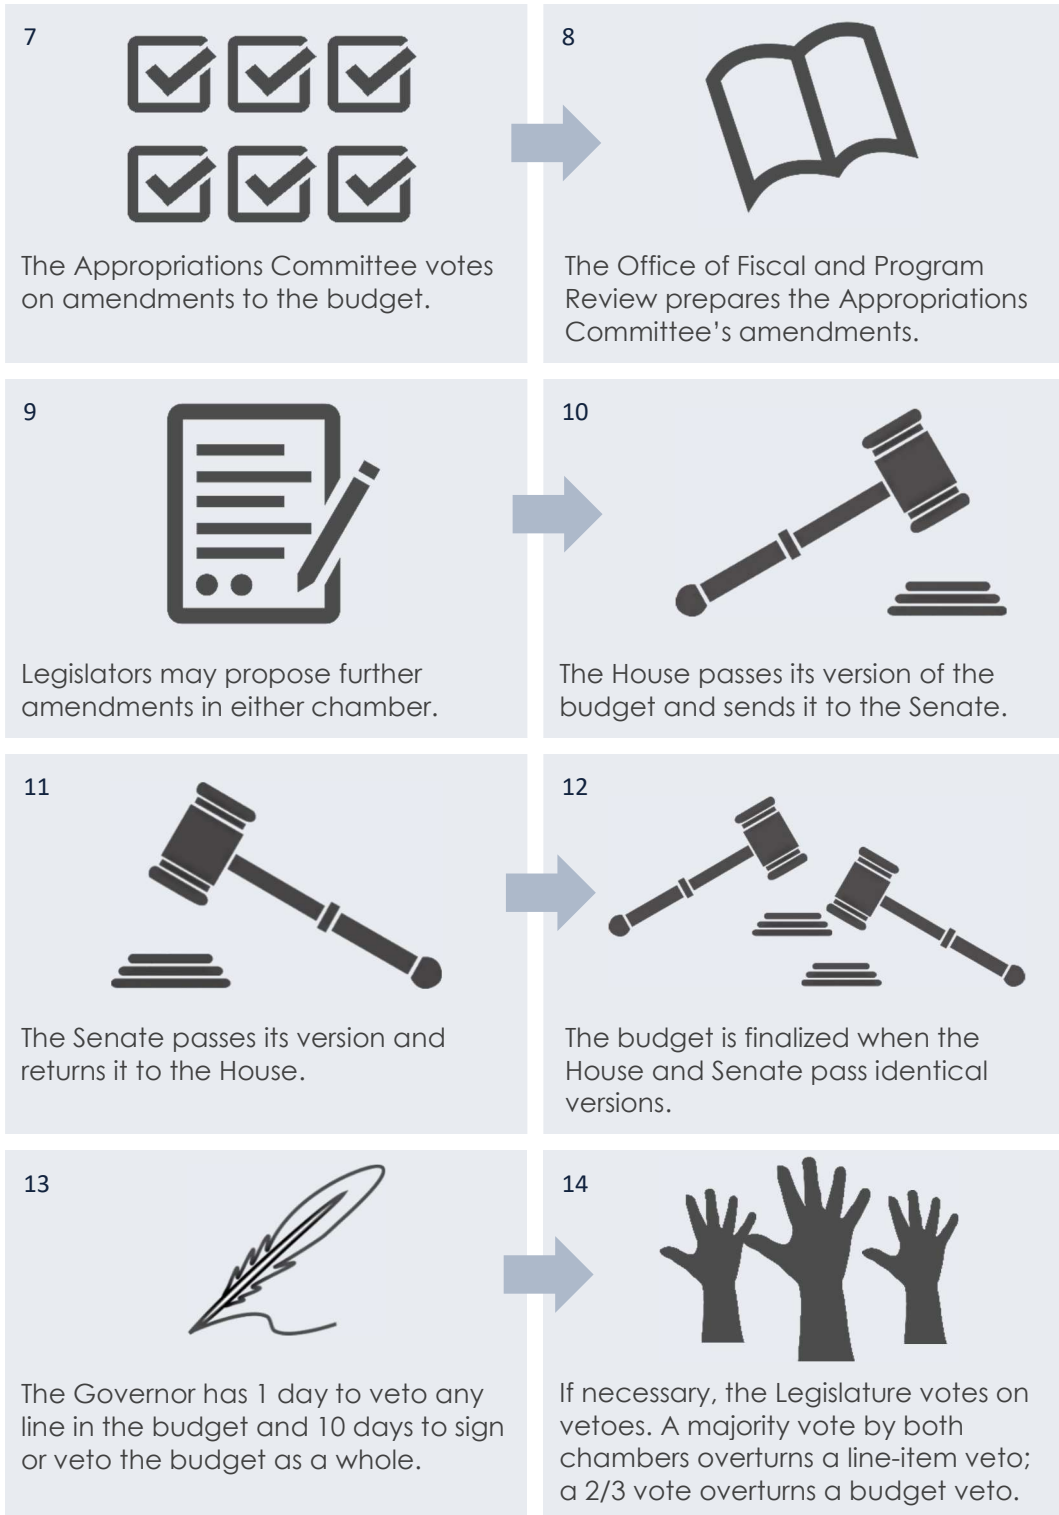 7
The Appropriations Committee votes
on amendments to the budget.
8
The Office of Fiscal and Program
Review prepares the Appropriations
Committee’s amendments.
9
Legislators may propose further
amendments in either chamber.
10
The House passes its version of the
budget and sends it to the Senate.
11
The Senate passes its version and
returns it to the House.
12
The budget is finalized when the
House and Senate pass identical
versions.
13
The Governor has 1 day to veto any
line in the budget and 10 days to sign
or veto the budget as a whole.
14
If necessary, the Legislature votes on
vetoes. A majority vote by both
chambers overturns a line-item veto;
a 2/3 vote overturns a budget veto.